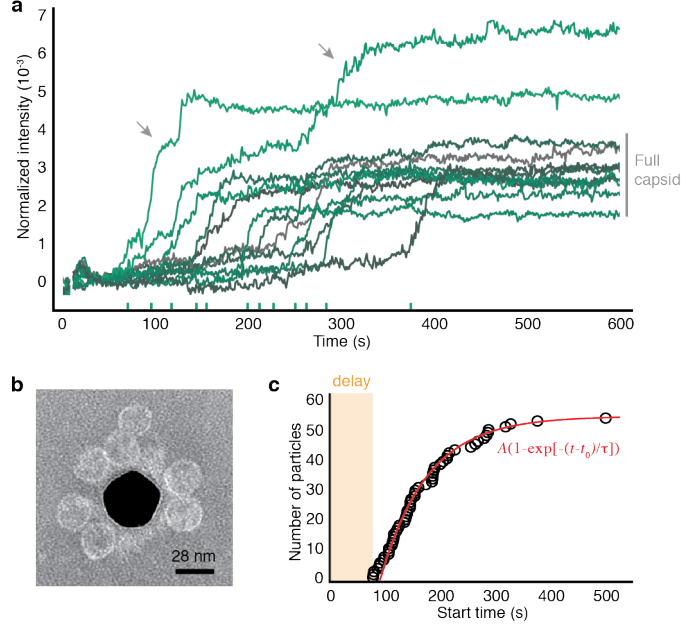 a
Normalized intensity (10⁻³)
7
6
5
4
3
2
1
0
Full
capsid
0 100 200 300 400 500 600
Time (s)
b
28 nm
c
delay
Number of particles
60
50
40
30
20
10
0
A(1-exp[-(t-t₀)/τ])
0 100 200 300 400 500
Start time (s)